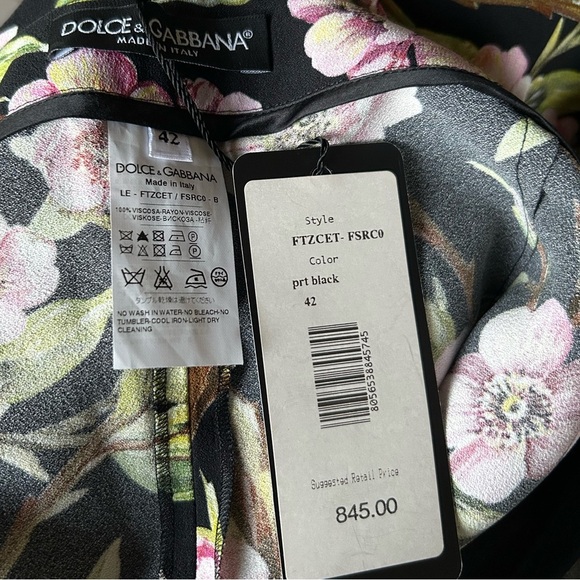 DOLCE & GABBANA®
MADE IN ITALY
42
DOLCE & GABBANA
Made in Italy
LE - FTZCET / FSRC0 - B
100% VISCOSA-RAYON-VISCOSE
VISKOSE-ВИСКОЗА
NO WASH IN WATER-NO BLEACH-NO
TUMBLER-COOL IRON-LIGHT DRY
CLEANING
Style
FTZCET- FSRC0
Color
prt black
42
8056538845745
Suggested Retail Price
845.00